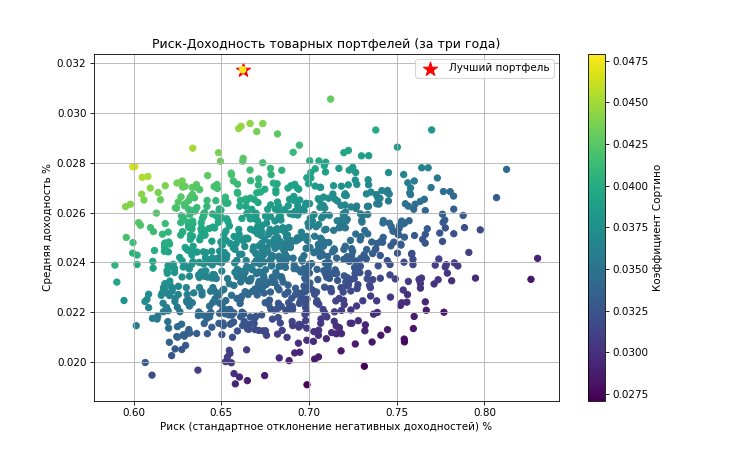 Риск-Доходность товарных портфелей (за три года)
Лучший портфель
Средняя доходность %
0.032
0.030
0.028
0.026
0.024
0.022
0.020
0.60 0.65 0.70 0.75 0.80
Риск (стандартное отклонение негативных доходностей) %
0.0475
0.0450
0.0425
0.0400
0.0375
0.0350
0.0325
0.0300
0.0275
Коэффициент Сортино